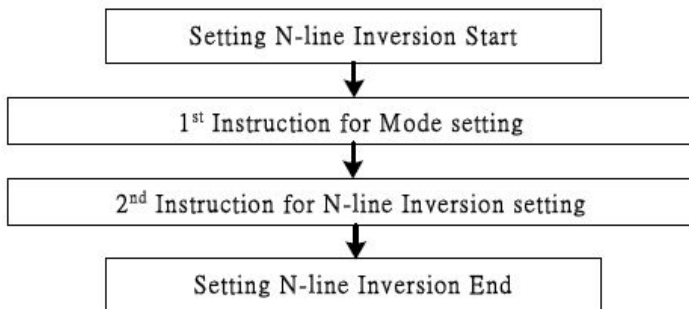 Setting N-line Inversion Start
1st Instruction for Mode setting
2nd Instruction for N-line Inversion setting
Setting N-line Inversion End